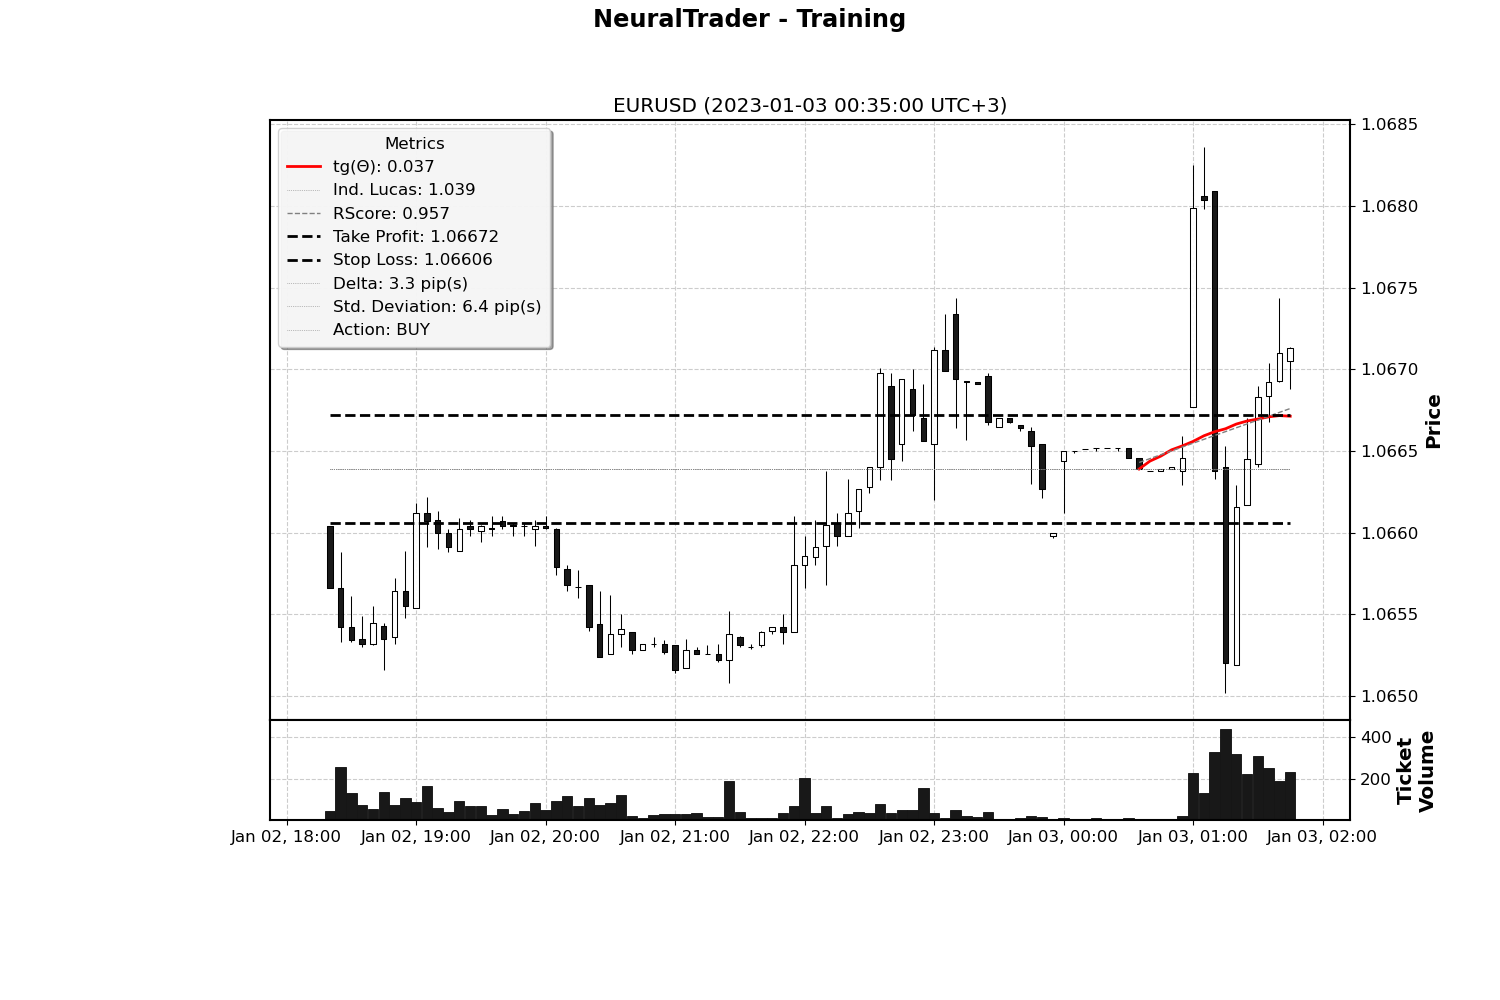 NeuralTrader - Training
EURUSD (2023-01-03 00:35:00 UTC+3)
Metrics
tg(Θ): 0.037
Ind. Lucas: 1.039
RScore: 0.957
Take Profit: 1.06672
Stop Loss: 1.06606
Delta: 3.3 pip(s)
Std. Deviation: 6.4 pip(s)
Action: BUY
1.0685
1.0680
1.0675
1.0670
1.0665
1.0660
1.0655
1.0650
Price
400
200
Ticket
Volume
Jan 02, 18:00
Jan 02, 19:00
Jan 02, 20:00
Jan 02, 21:00
Jan 02, 22:00
Jan 02, 23:00
Jan 03, 00:00
Jan 03, 01:00
Jan 03, 02:00